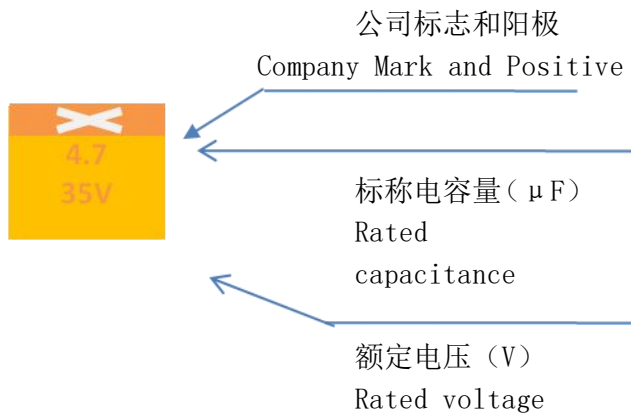 公司标志和阳极
Company Mark and Positive
4.7
35V
标称电容量(μF)
Rated
capacitance
额定电压（V）
Rated voltage